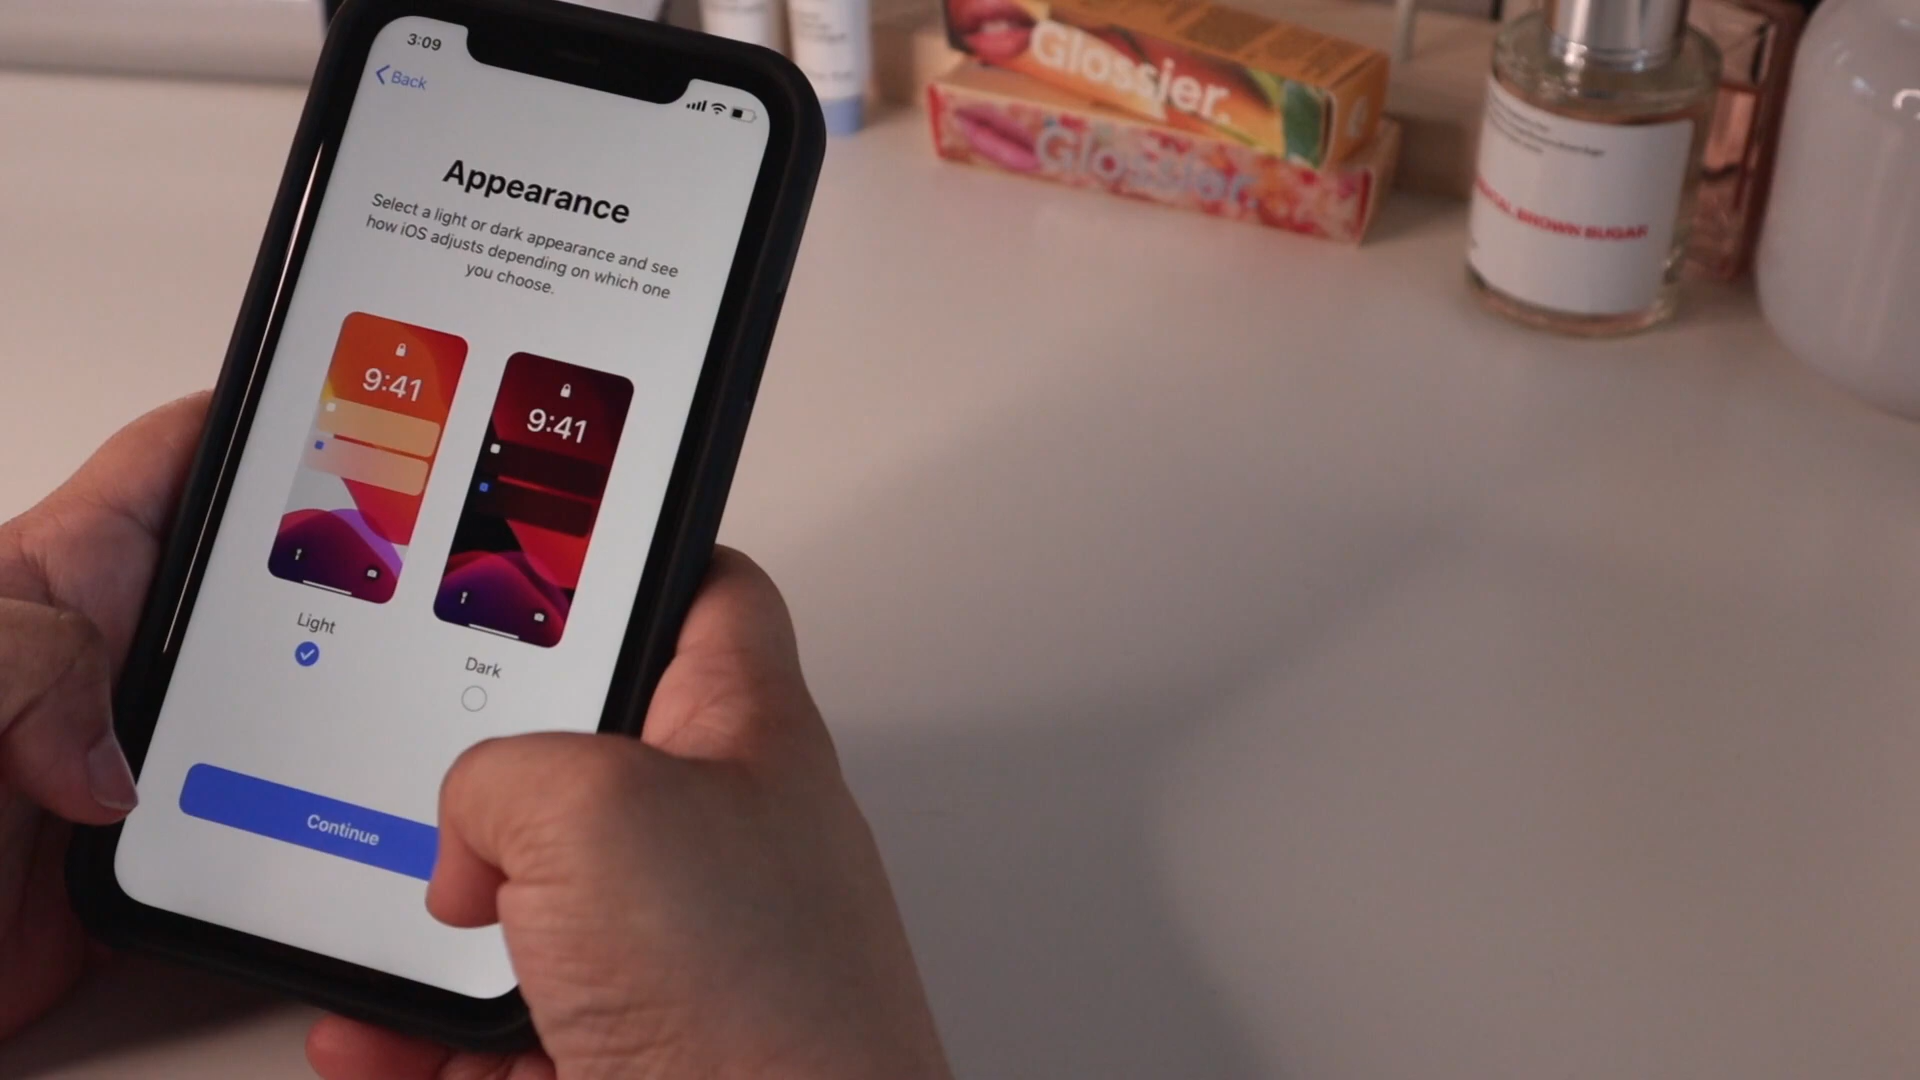 3:09
Back
Appearance
Select a light or dark appearance and see
how iOS adjusts depending on which one
you choose.
9:41
9:41
Light
Dark
Continue
Glossier.
Glossier.
BROWN SUGAR